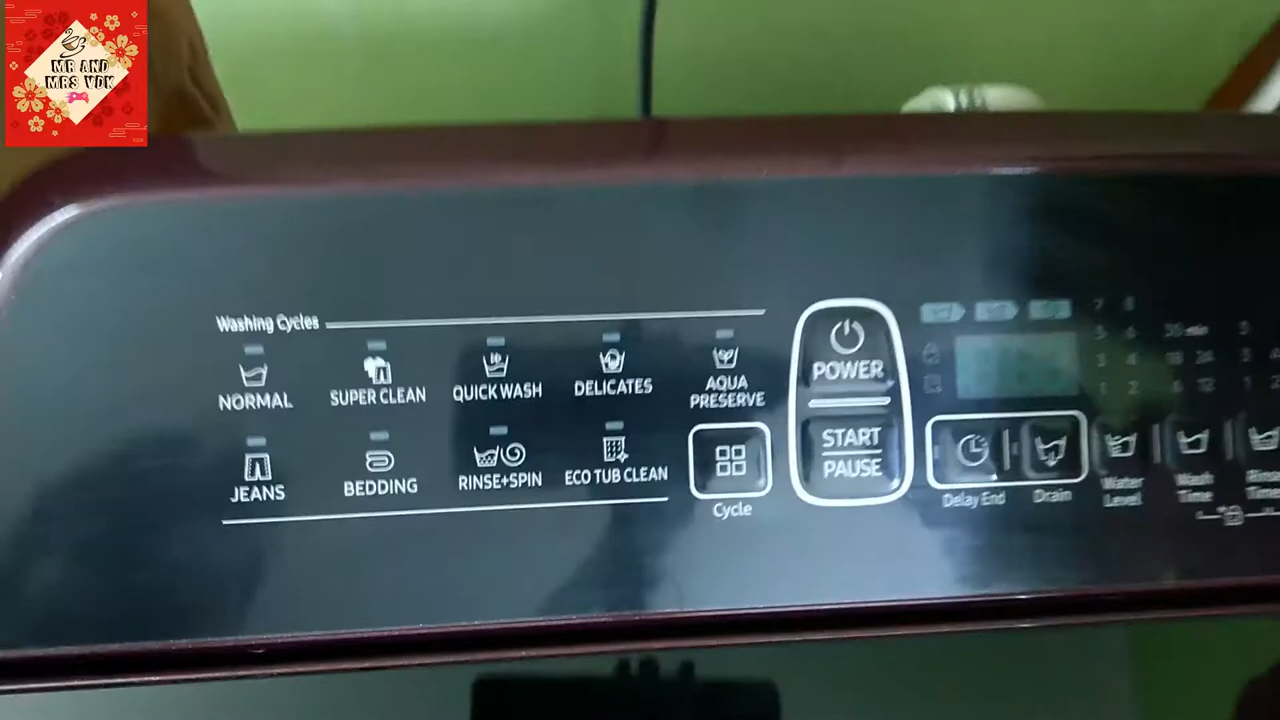 MR AND
MRS VDK
Washing Cycles
NORMAL
SUPER CLEAN
QUICK WASH
DELICATES
AQUA
PRESERVE
JEANS
BEDDING
RINSE+SPIN
ECO TUB CLEAN
Cycle
POWER
START
PAUSE
Delay End
Drain
Water
Level
Wash
Time
Rinse
Time